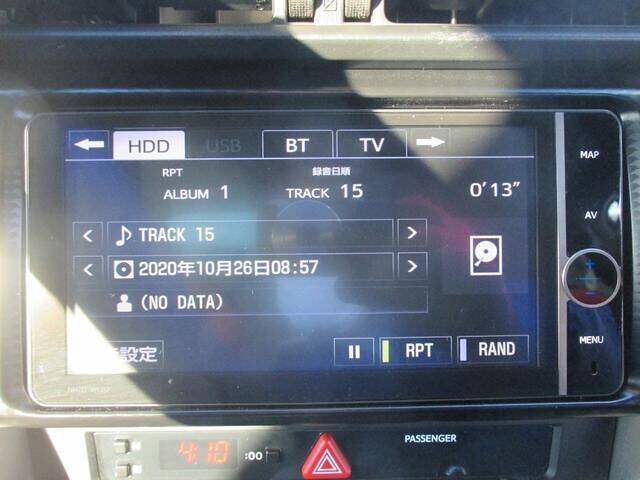 HDD USB BT TV
MAP
RPT 録音日順
ALBUM 1 TRACK 15 0'13"
AV
TRACK 15
2020年10月26日08:57
(NO DATA)
MENU
設定 RPT RAND
PASSENGER
4:10 :00